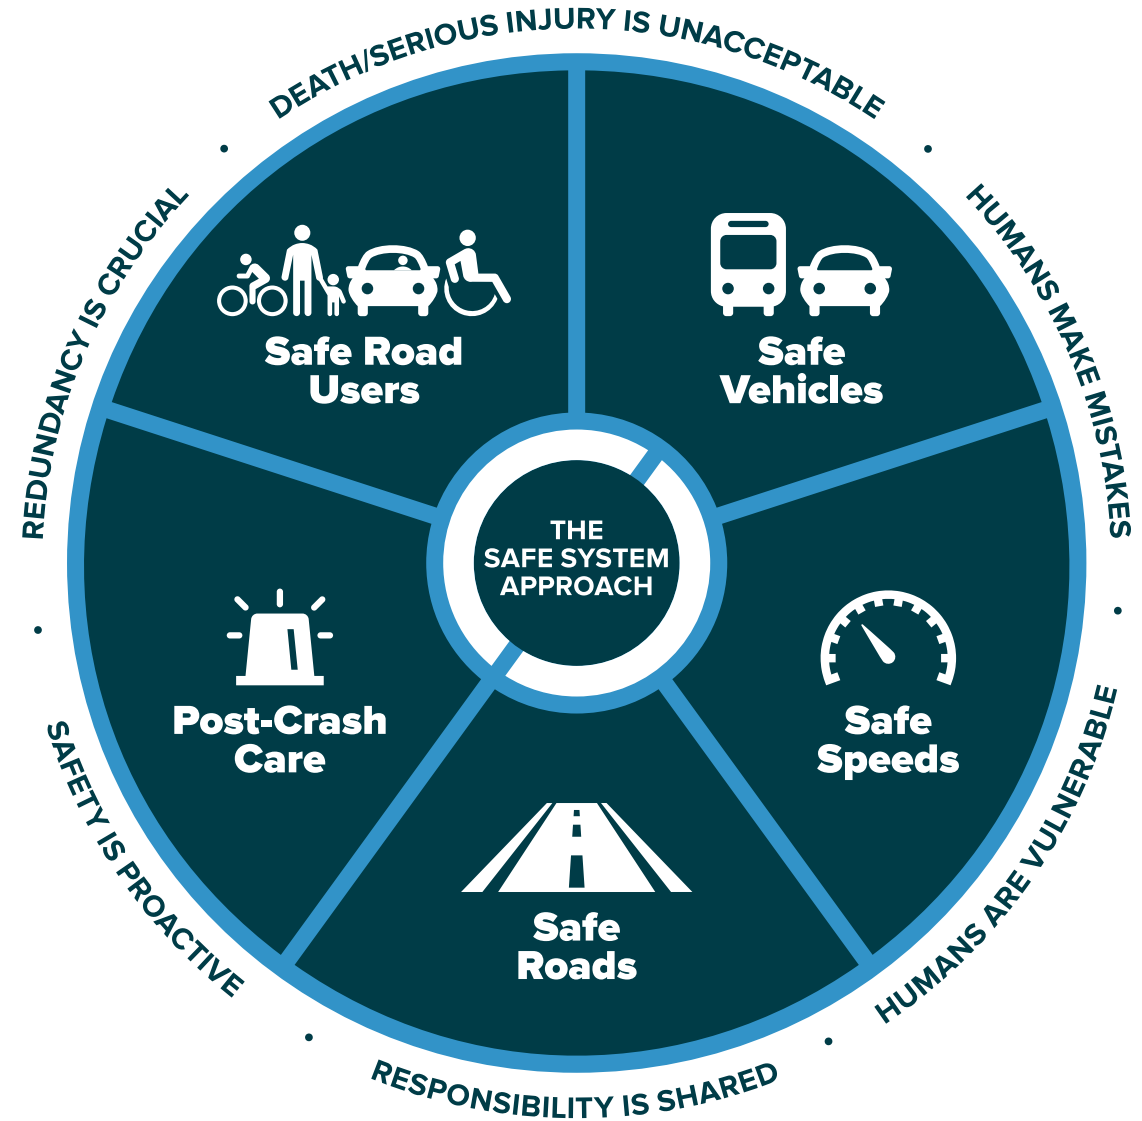 DEATH/SERIOUS INJURY IS UNACCEPTABLE
HUMANS MAKE MISTAKES
HUMANS ARE VULNERABLE
RESPONSIBILITY IS SHARED
SAFETY IS PROACTIVE
REDUNDANCY IS CRUCIAL
Safe Road
Users
Safe
Vehicles
THE
SAFE SYSTEM
APPROACH
Post-Crash
Care
Safe
Speeds
Safe
Roads